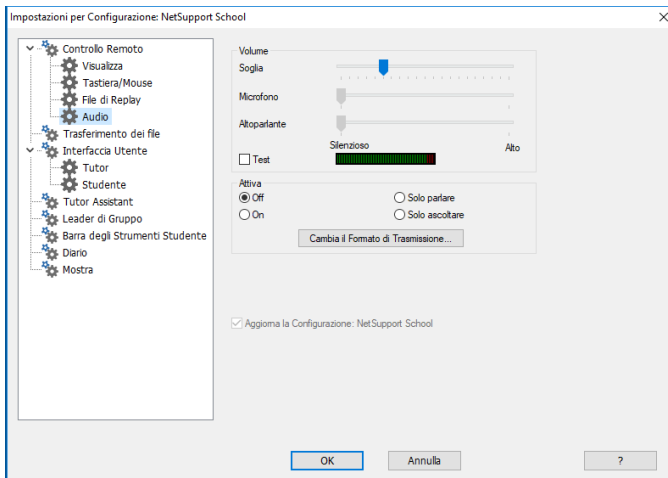 Impostazioni per Configurazione: NetSupport School
Controllo Remoto
Visualizza
Tastiera/Mouse
File di Replay
Audio
Trasferimento dei file
Interfaccia Utente
Tutor
Studente
Tutor Assistant
Leader di Gruppo
Barra degli Strumenti Studente
Diario
Mostra
Volume
Soglia
Microfono
Altoparlante
Silenzioso Alto
Test
Attiva
Off Solo parlare
On Solo ascoltare
Cambia il Formato di Trasmissione...
Aggiorna la Configurazione: NetSupport School
OK Annulla ?